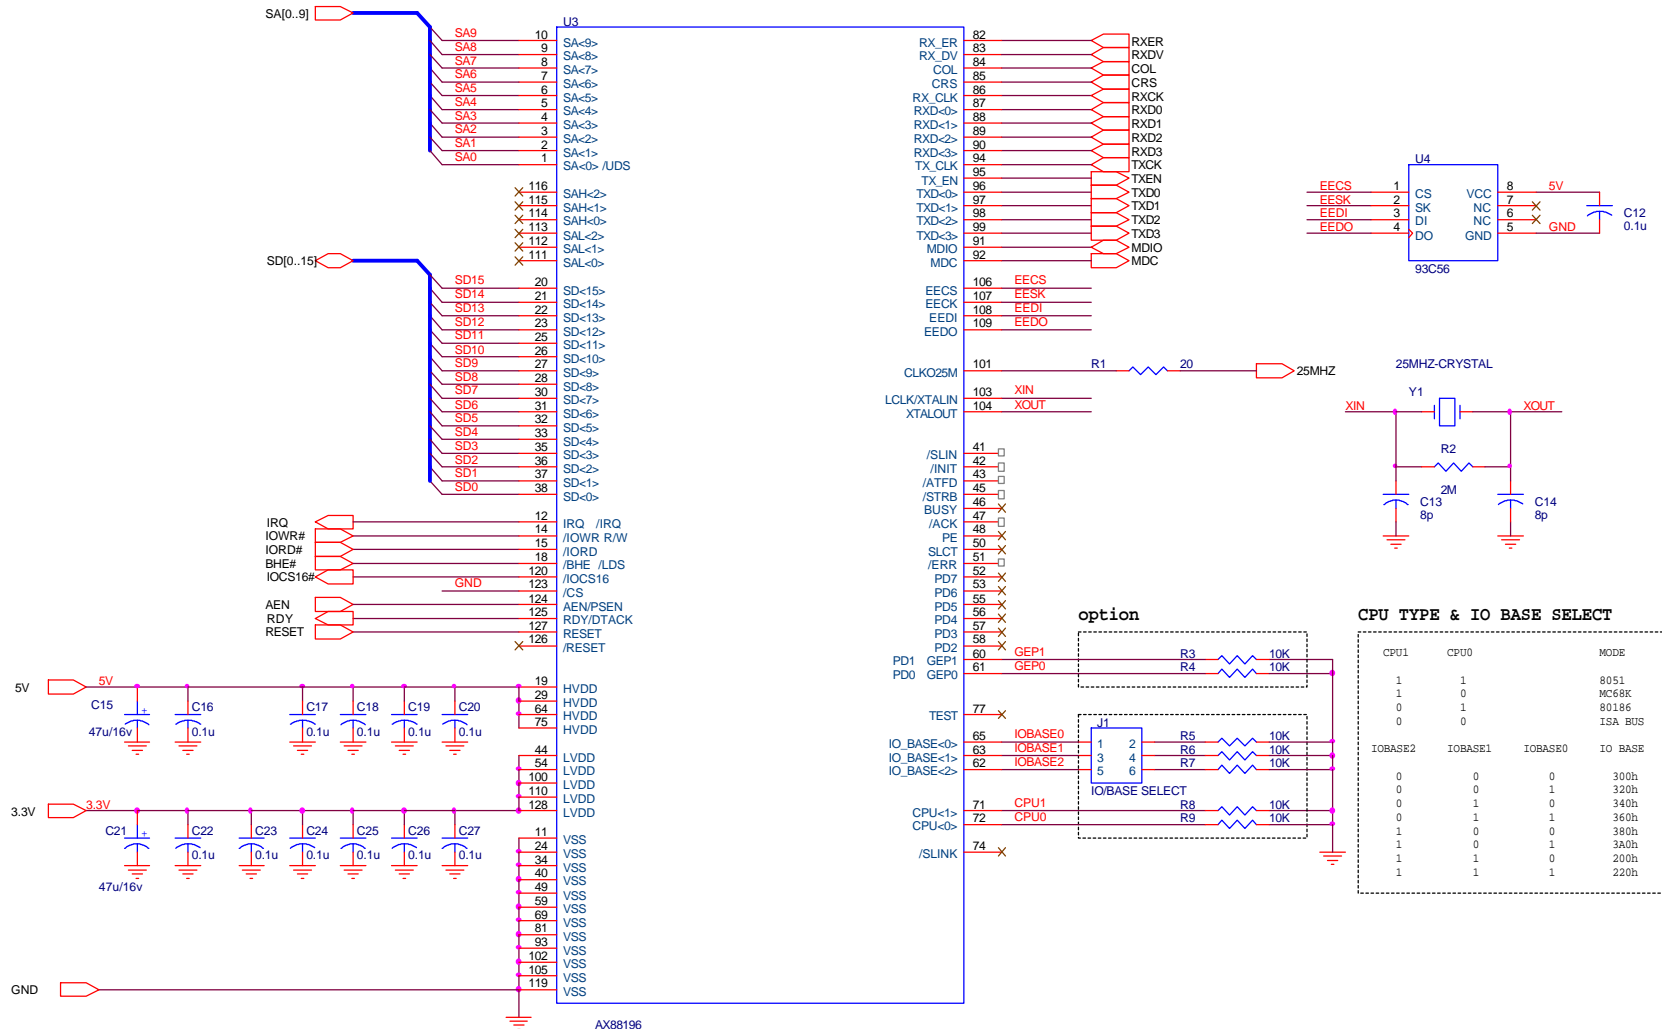 SA[0..9]
U3
SA9 10 SA<9>
SA8 9 SA<8>
SA7 8 SA<7>
SA6 7 SA<6>
SA5 6 SA<5>
SA4 5 SA<4>
SA3 4 SA<3>
SA2 3 SA<2>
SA1 2 SA<1>
SA0 1 SA<0> /UDS
116 SAH<2>
115 SAH<1>
114 SAH<0>
113 SAL<2>
112 SAL<1>
111 SAL<0>
SD[0..15]
SD15 20 SD<15>
SD14 21 SD<14>
SD13 22 SD<13>
SD12 23 SD<12>
SD11 25 SD<11>
SD10 26 SD<10>
SD9 27 SD<9>
SD8 28 SD<8>
SD7 30 SD<7>
SD6 31 SD<6>
SD5 32 SD<5>
SD4 33 SD<4>
SD3 35 SD<3>
SD2 36 SD<2>
SD1 37 SD<1>
SD0 38 SD<0>
IRQ 12 IRQ /IRQ
IOWR# 14 /IOWR R/W
IORD# 15 /IORD
BHE# 18 /BHE /LDS
IOCS16# 120 /IOCS16
GND 123 /CS
AEN 124 AEN/PSEN
RDY 125 RDY/DTACK
RESET 127 RESET
126 /RESET
5V 5V 19 HVDD
29 HVDD
64 HVDD
75 HVDD
C15 + C16 C17 C18 C19 C20
47u/16v 0.1u 0.1u 0.1u 0.1u 0.1u
44 LVDD
54 LVDD
100 LVDD
110 LVDD
3.3V 3.3V 128 LVDD
C21 + C22 C23 C24 C25 C26 C27
0.1u 0.1u 0.1u 0.1u 0.1u 0.1u
47u/16v
11 VSS
24 VSS
34 VSS
40 VSS
49 VSS
59 VSS
69 VSS
81 VSS
93 VSS
102 VSS
105 VSS
GND 119 VSS
AX88196
RX_ER 82 RXER
RX_DV 83 RXDV
COL 84 COL
CRS 85 CRS
RX_CLK 86 RXCK
RXD<0> 87 RXD0
RXD<1> 88 RXD1
RXD<2> 89 RXD2
RXD<3> 90 RXD3
TX_CLK 94 TXCK
TX_EN 95 TXEN
TXD<0> 96 TXD0
TXD<1> 97 TXD1
TXD<2> 98 TXD2
TXD<3> 99 TXD3
MDIO 91 MDIO
MDC 92 MDC
EECS 106 EECS
EECK 107 EESK
EEDI 108 EEDI
EEDO 109 EEDO
CLKO25M 101 R1 20 25MHZ
LCLK/XTALIN 103 XIN
XTALOUT 104 XOUT
/SLIN 41
/INIT 42
/ATFD 43
/STRB 45
BUSY 46
/ACK 47
PE 48
SLCT 50
/ERR 51
PD7 52
PD6 53
PD5 55
PD4 56
PD3 57
PD2 58
option
PD1 GEP1 60 GEP1 R3 10K
PD0 GEP0 61 GEP0 R4 10K
TEST 77
J1
IO_BASE<0> 65 IOBASE0 1 2 R5 10K
IO_BASE<1> 63 IOBASE1 3 4 R6 10K
IO_BASE<2> 62 IOBASE2 5 6 R7 10K
IO/BASE SELECT
CPU<1> 71 CPU1 R8 10K
CPU<0> 72 CPU0 R9 10K
/SLINK 74
U4
EECS 1 CS VCC 8 5V
EESK 2 SK NC 7
EEDI 3 DI NC 6
EEDO 4 DO GND 5 GND
C12
0.1u
93C56
25MHZ-CRYSTAL
Y1
XIN XOUT
R2
2M
C13 C14
8p 8p
CPU TYPE & IO BASE SELECT
CPU1 CPU0 MODE
1 1 8051
1 0 MC68K
0 1 80186
0 0 ISA BUS
IOBASE2 IOBASE1 IOBASE0 IO BASE
0 0 0 300h
0 0 1 320h
0 1 0 340h
0 1 1 360h
1 0 0 380h
1 0 1 3A0h
1 1 0 200h
1 1 1 220h